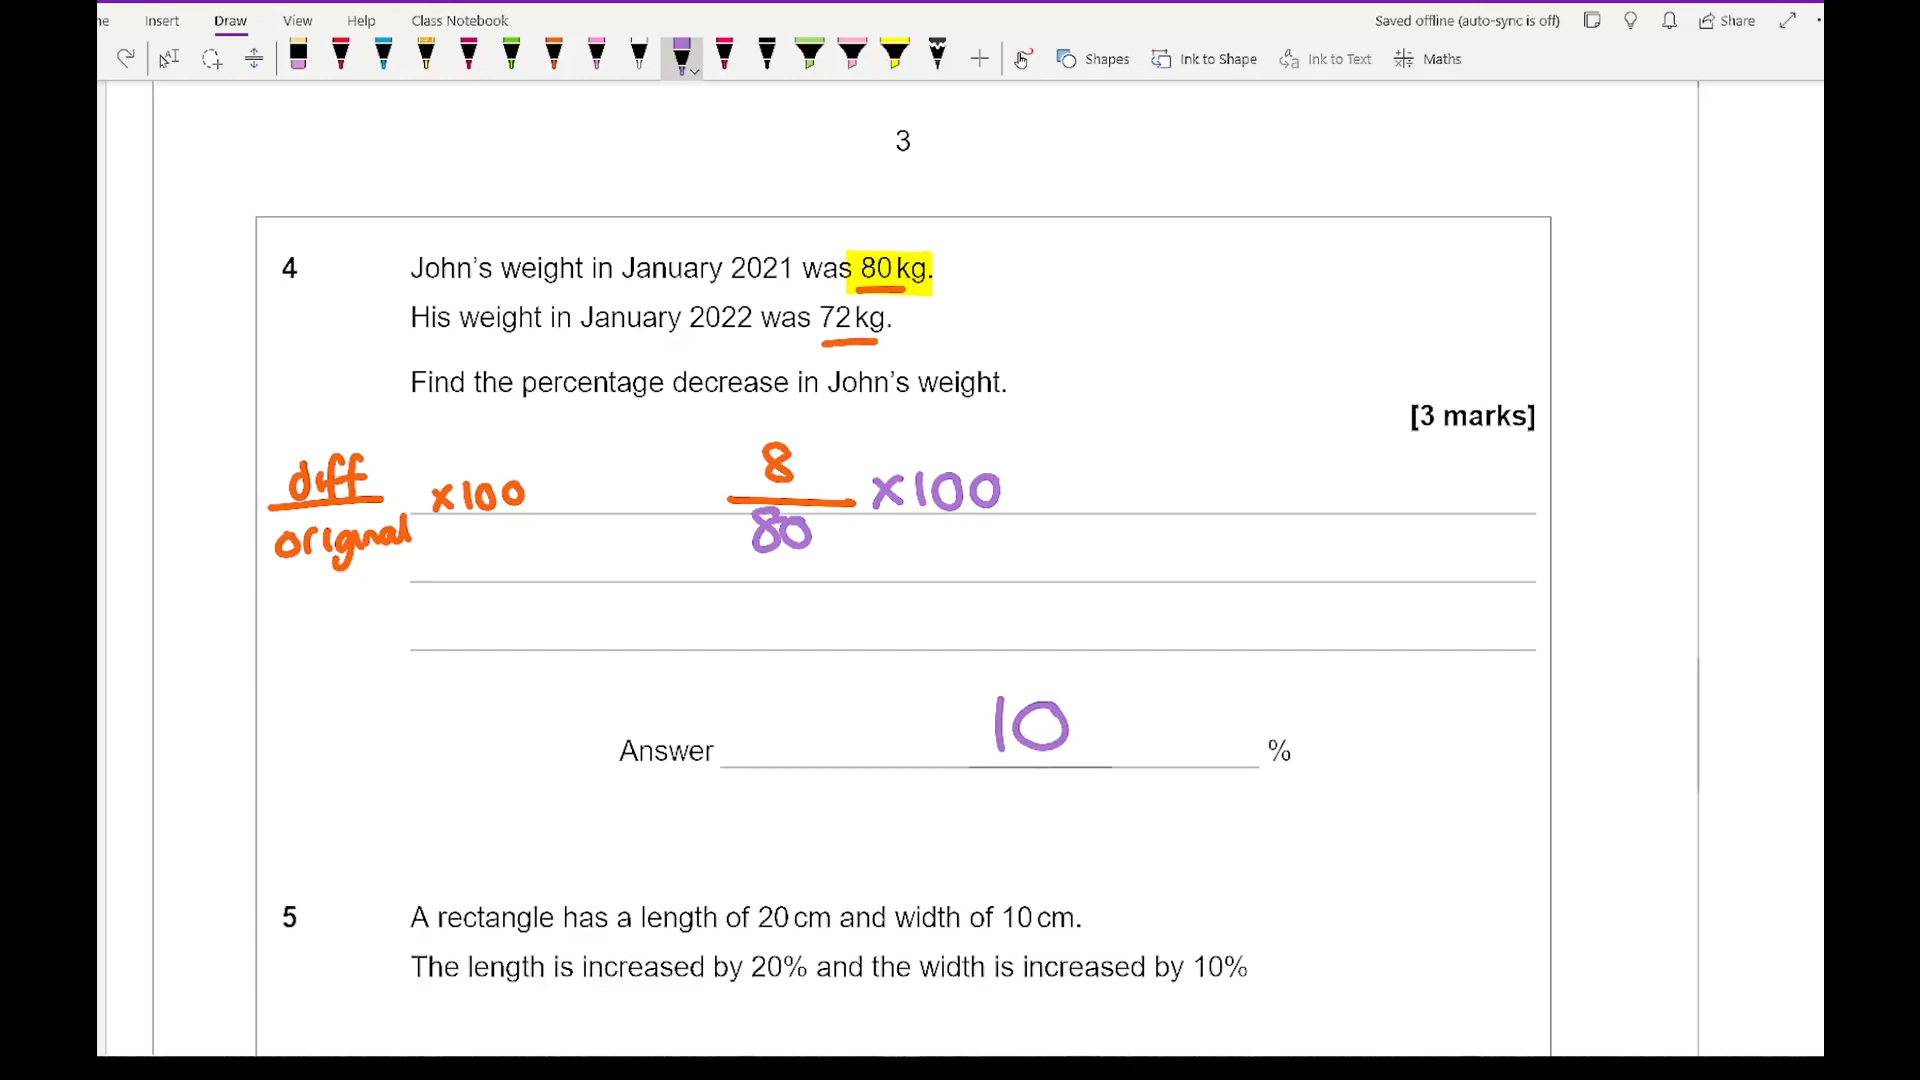 Insert Draw View Help Class Notebook Saved offline (auto-sync is off) Share
Shapes Ink to Shape Ink to Text Maths
3
4 John's weight in January 2021 was 80 kg.
His weight in January 2022 was 72 kg.
Find the percentage decrease in John's weight.
[3 marks]
diff 8
×100 ×100
original 80
10
Answer %
5 A rectangle has a length of 20 cm and width of 10 cm.
The length is increased by 20% and the width is increased by 10%